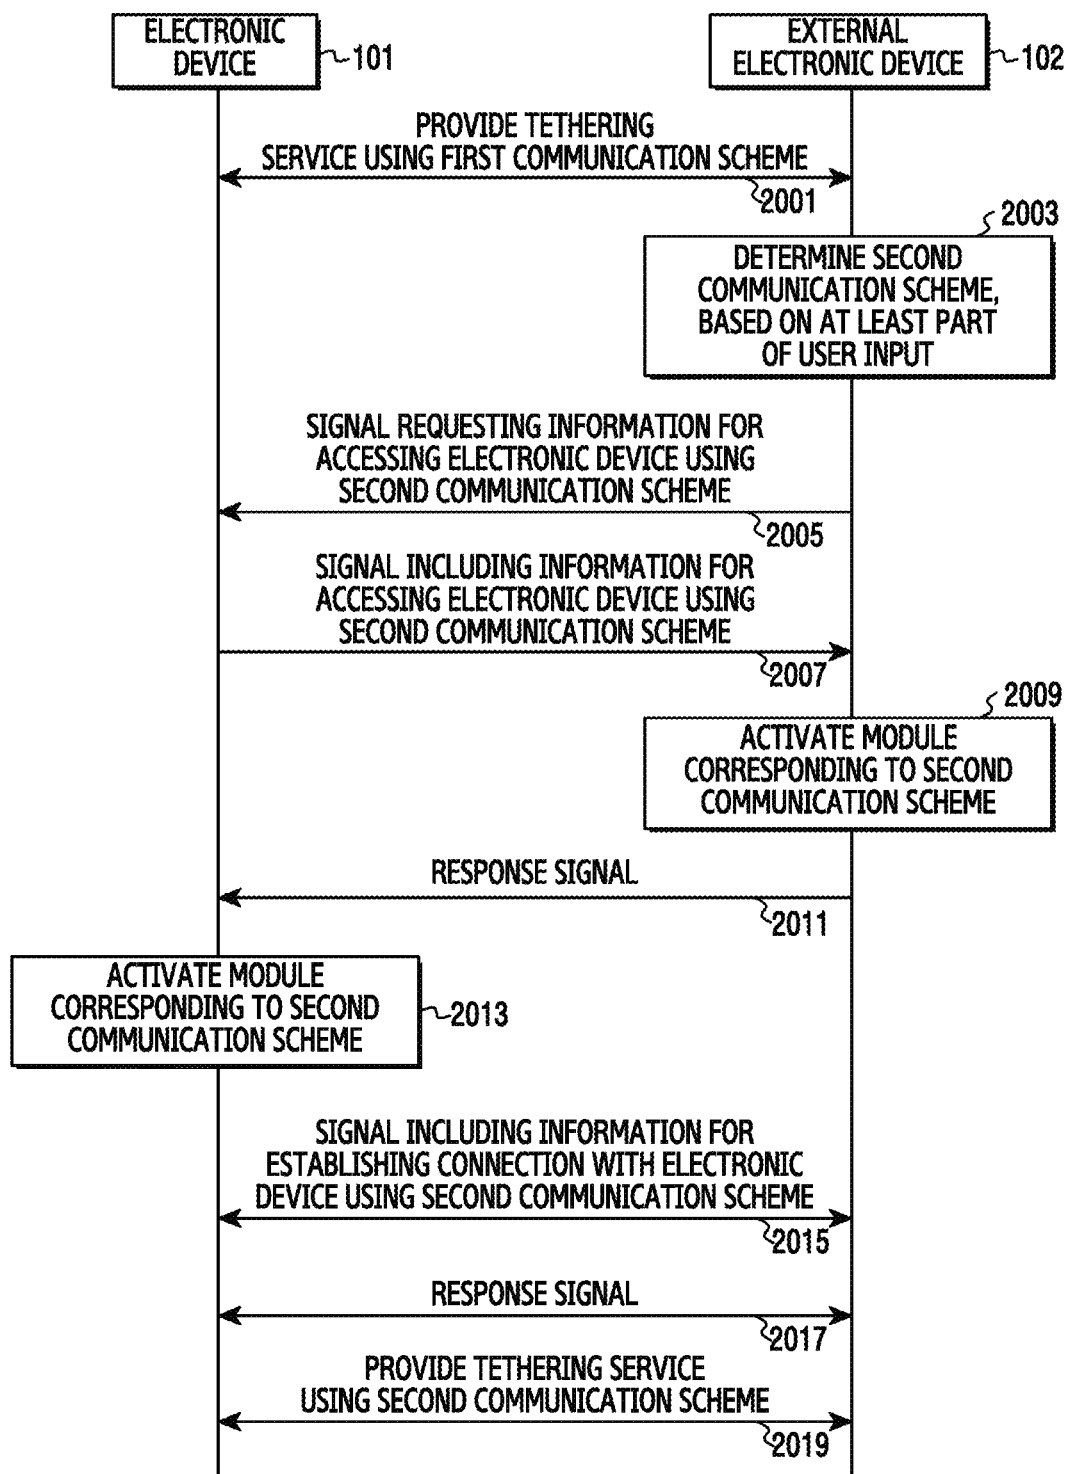 ELECTRONIC
DEVICE
101
EXTERNAL
ELECTRONIC DEVICE
102
PROVIDE TETHERING
SERVICE USING FIRST COMMUNICATION SCHEME
2001
2003
DETERMINE SECOND
COMMUNICATION SCHEME,
BASED ON AT LEAST PART
OF USER INPUT
SIGNAL REQUESTING INFORMATION FOR
ACCESSING ELECTRONIC DEVICE USING
SECOND COMMUNICATION SCHEME
2005
SIGNAL INCLUDING INFORMATION FOR
ACCESSING ELECTRONIC DEVICE USING
SECOND COMMUNICATION SCHEME
2007
2009
ACTIVATE MODULE
CORRESPONDING TO SECOND
COMMUNICATION SCHEME
RESPONSE SIGNAL
2011
ACTIVATE MODULE
CORRESPONDING TO SECOND
COMMUNICATION SCHEME
2013
SIGNAL INCLUDING INFORMATION FOR
ESTABLISHING CONNECTION WITH ELECTRONIC
DEVICE USING SECOND COMMUNICATION SCHEME
2015
RESPONSE SIGNAL
2017
PROVIDE TETHERING SERVICE
USING SECOND COMMUNICATION SCHEME
2019